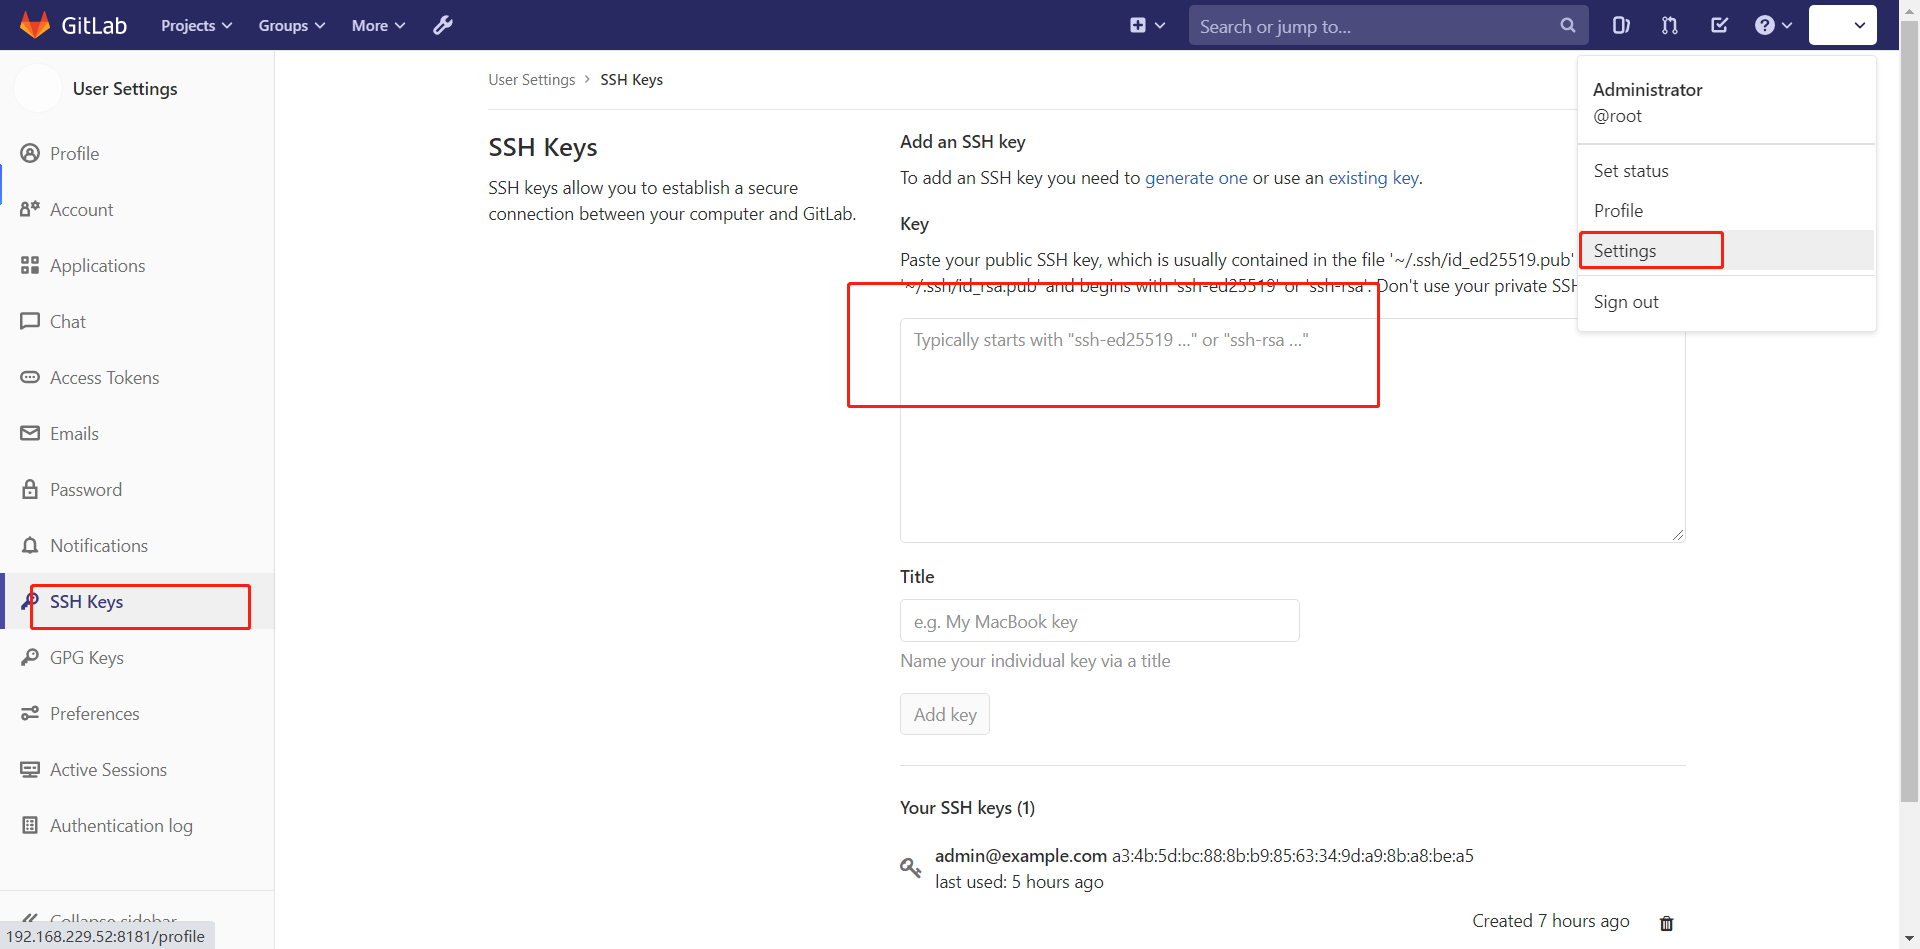 GitLab
Projects
Groups
More
Search or jump to...
User Settings
Profile
Account
Applications
Chat
Access Tokens
Emails
Password
Notifications
SSH Keys
GPG Keys
Preferences
Active Sessions
Authentication log
Collapse sidebar
192.168.229.52:8181/profile
User Settings > SSH Keys
SSH Keys
SSH keys allow you to establish a secure
connection between your computer and GitLab.
Add an SSH key
To add an SSH key you need to generate one or use an existing key.
Key
Paste your public SSH key, which is usually contained in the file '~/.ssh/id_ed25519.pub'
'~/.ssh/id_rsa.pub' and begins with 'ssh-ed25519' or 'ssh-rsa'. Don't use your private SSH
Typically starts with "ssh-ed25519 ..." or "ssh-rsa ..."
Title
e.g. My MacBook key
Name your individual key via a title
Add key
Your SSH keys (1)
admin@example.com a3:4b:5d:bc:88:8b:b9:85:63:34:9d:a9:8b:a8:be:a5
last used: 5 hours ago
Created 7 hours ago
Administrator
@root
Set status
Profile
Settings
Sign out